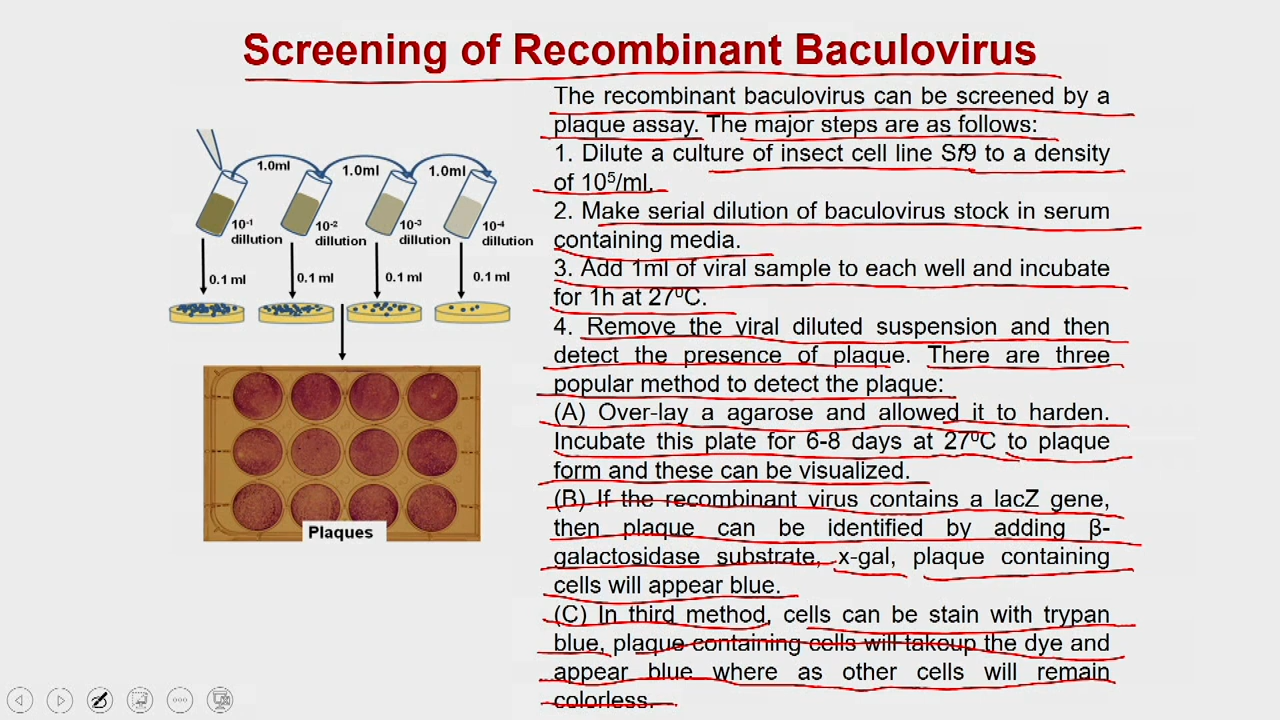 Screening of Recombinant Baculovirus
1.0ml
1.0ml
1.0ml
10-1
dillution
10-2
dillution
10-3
dillution
10-4
dillution
0.1 ml
0.1 ml
0.1 ml
0.1 ml
Plaques
The recombinant baculovirus can be screened by a
plaque assay. The major steps are as follows:
1. Dilute a culture of insect cell line Sf9 to a density
of 10⁵/ml.
2. Make serial dilution of baculovirus stock in serum
containing media.
3. Add 1ml of viral sample to each well and incubate
for 1h at 27⁰C.
4. Remove the viral diluted suspension and then
detect the presence of plaque. There are three
popular method to detect the plaque:
(A) Over-lay a agarose and allowed it to harden.
Incubate this plate for 6-8 days at 27⁰C to plaque
form and these can be visualized.
(B) If the recombinant virus contains a lacZ gene,
then plaque can be identified by adding β-
galactosidase substrate, x-gal, plaque containing
cells will appear blue.
(C) In third method, cells can be stain with trypan
blue, plaque containing cells will takeup the dye and
appear blue where as other cells will remain
colorless.